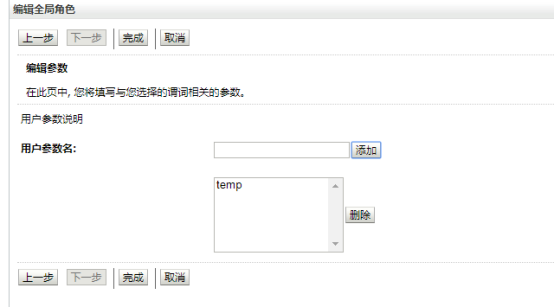 编辑全局角色
上一步 下一步 完成 取消
编辑参数
在此页中, 您将填写与您选择的谓词相关的参数。
用户参数说明
用户参数名: 添加
temp
删除
上一步 下一步 完成 取消